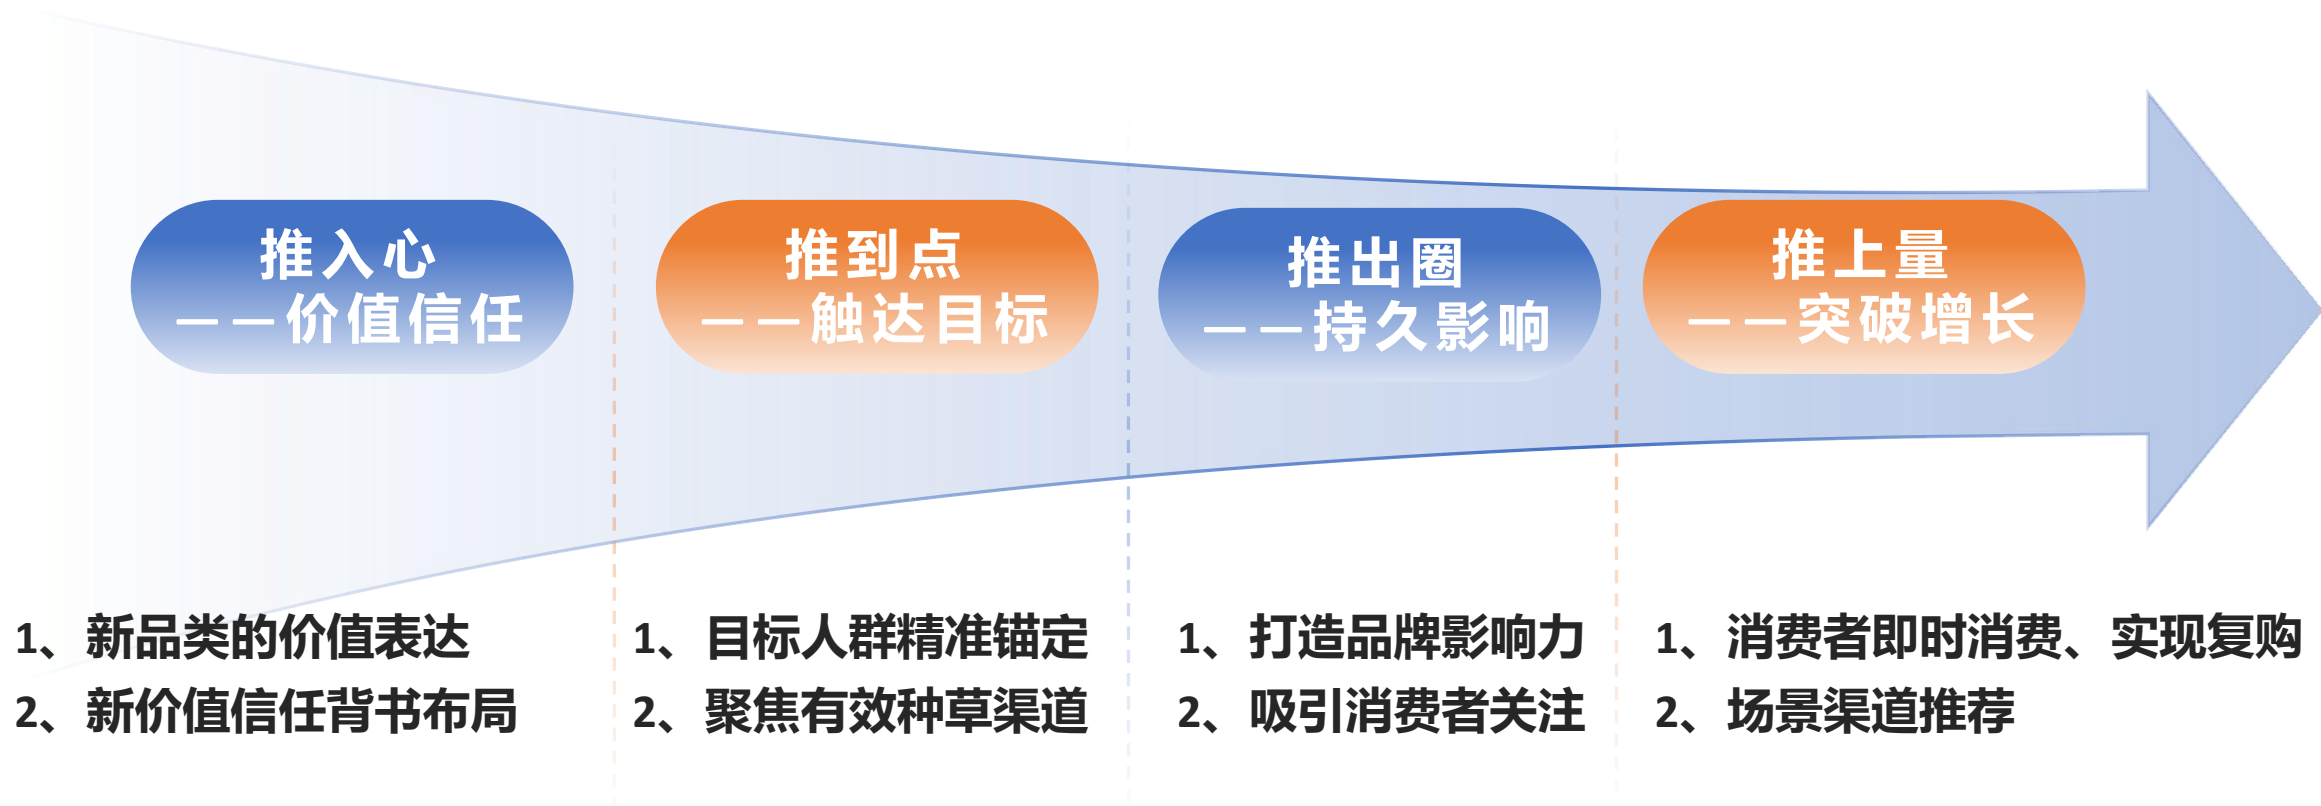 推入心
——价值信任
推到点
——触达目标
推出圈
——持久影响
推上量
——突破增长
1、新品类的价值表达
2、新价值信任背书布局
1、目标人群精准锚定
2、聚焦有效种草渠道
1、打造品牌影响力
2、吸引消费者关注
1、消费者即时消费、实现复购
2、场景渠道推荐